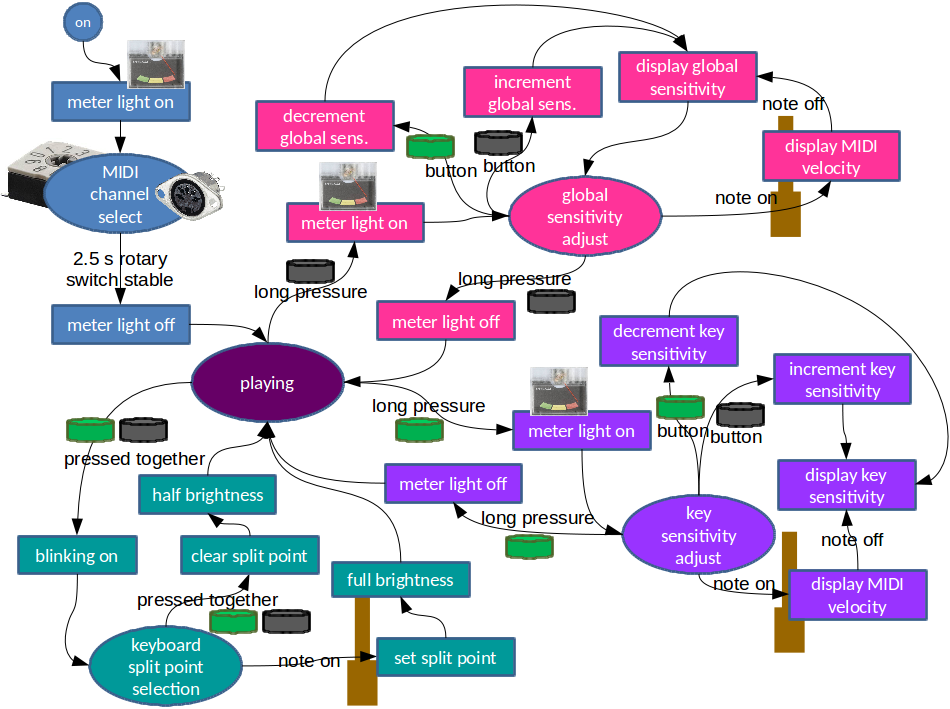 on
meter light on
MIDI
channel
select
2.5 s rotary
switch stable
meter light off
decrement
global sens.
increment
global sens.
display global
sensitivity
note off
display MIDI
velocity
button
button
note on
global
sensitivity
adjust
meter light on
long pressure
long pressure
meter light off
playing
long pressure
meter light on
decrement key
sensitivity
increment key
sensitivity
button
button
display key
sensitivity
note off
display MIDI
velocity
note on
key
sensitivity
adjust
meter light off
long pressure
pressed together
half brightness
blinking on
clear split point
full brightness
pressed together
keyboard
split point
selection
note on
set split point